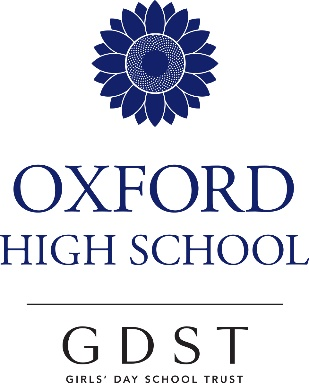 OXFORD
HIGH SCHOOL
GDST
GIRLS' DAY SCHOOL TRUST